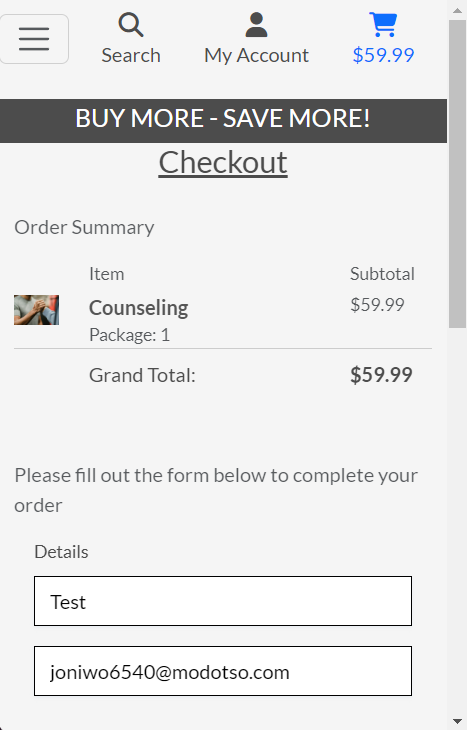 Search My Account $59.99
BUY MORE - SAVE MORE!
Checkout
Order Summary
Item Subtotal
Counseling $59.99
Package: 1
Grand Total: $59.99
Please fill out the form below to complete your
order
Details
Test
joniwo6540@modotso.com